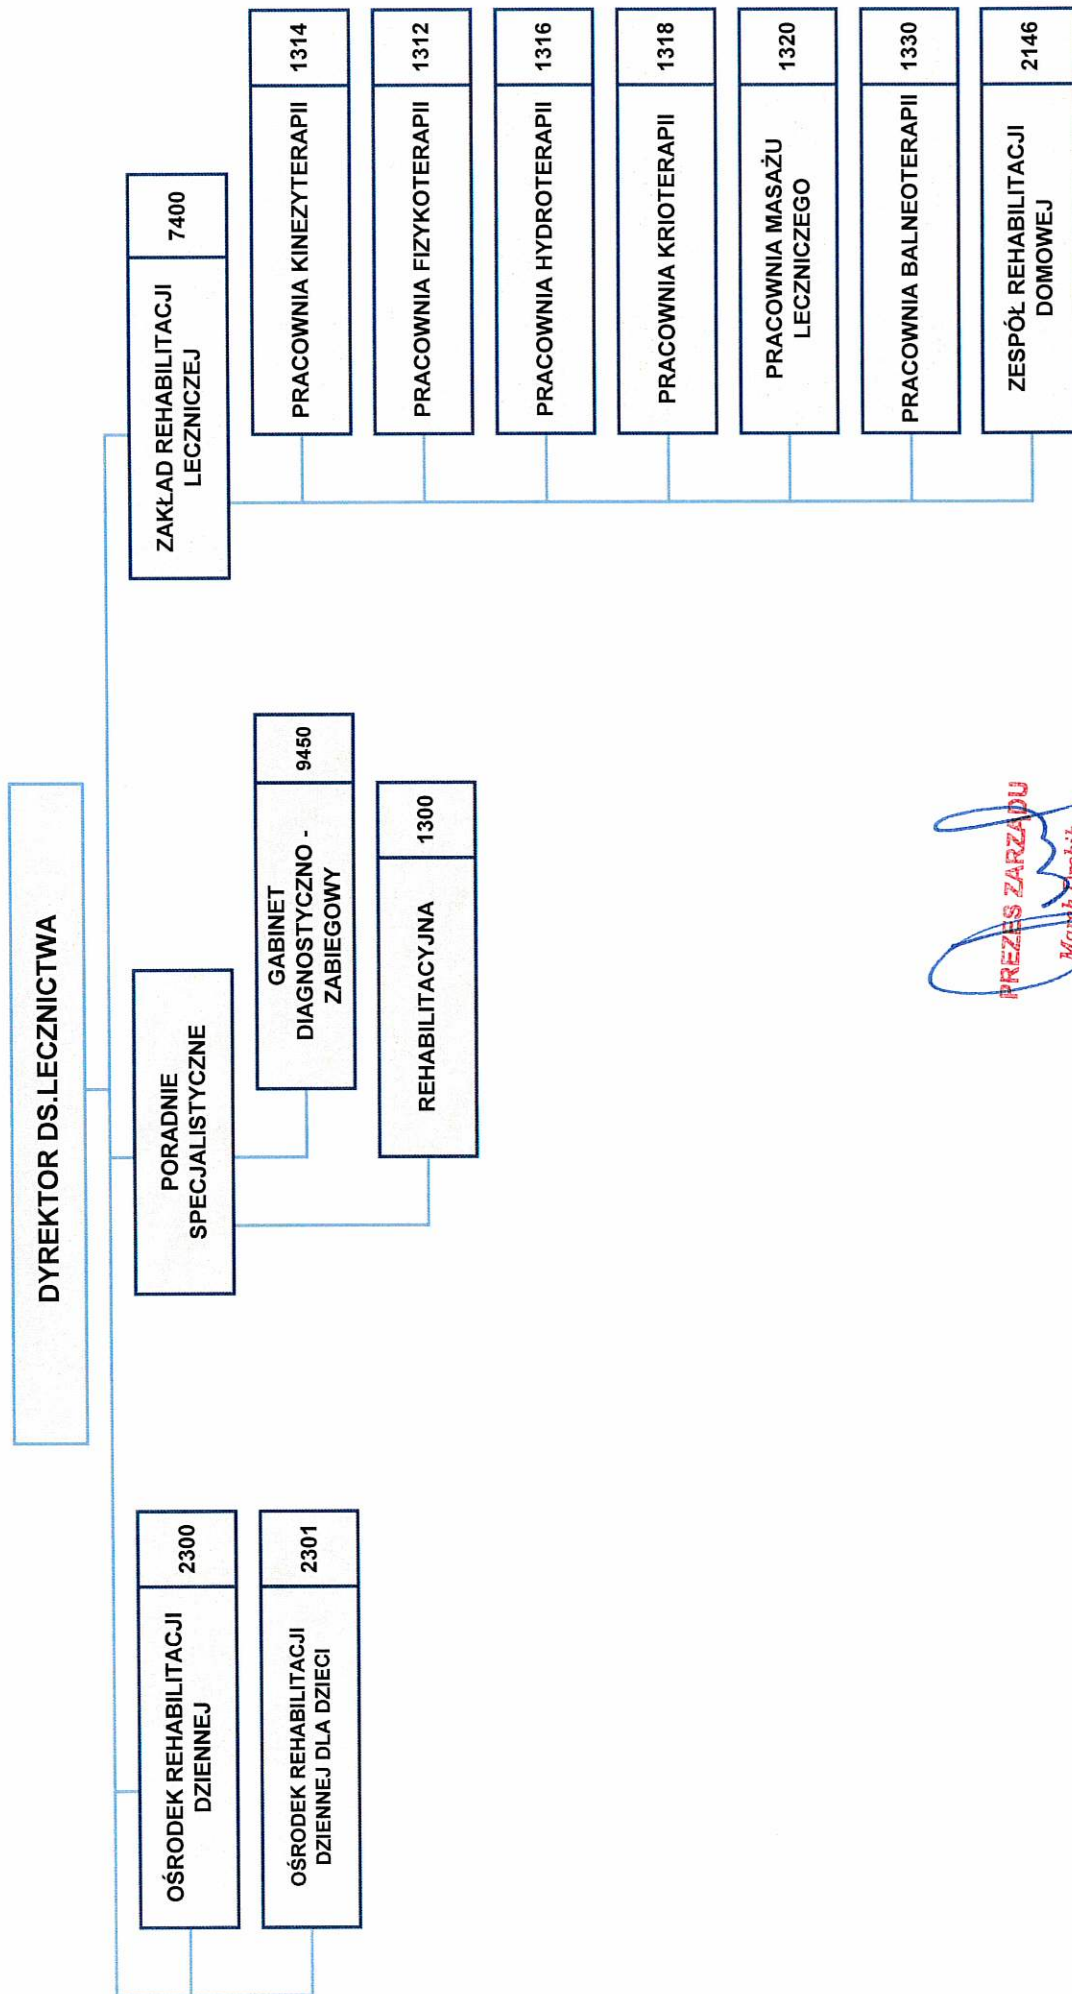 DYREKTOR DS.LECZNICTWA
OŚRODEK REHABILITACJI
DZIENNEJ
2300
OŚRODEK REHABILITACJI
DZIENNEJ DLA DZIECI
2301
PORADNIE
SPECJALISTYCZNE
GABINET
DIAGNOSTYCZNO -
ZABIEGOWY
9450
REHABILITACYJNA
1300
ZAKŁAD REHABILITACJI
LECZNICZEJ
7400
PRACOWNIA KINEZYTERAPII
1314
PRACOWNIA FIZYKOTERAPII
1312
PRACOWNIA HYDROTERAPII
1316
PRACOWNIA KRIOTERAPII
1318
PRACOWNIA MASAŻU
LECZNICZEGO
1320
PRACOWNIA BALNEOTERAPII
1330
ZESPÓŁ REHABILITACJI
DOMOWEJ
2146
PREZES ZARZĄDU